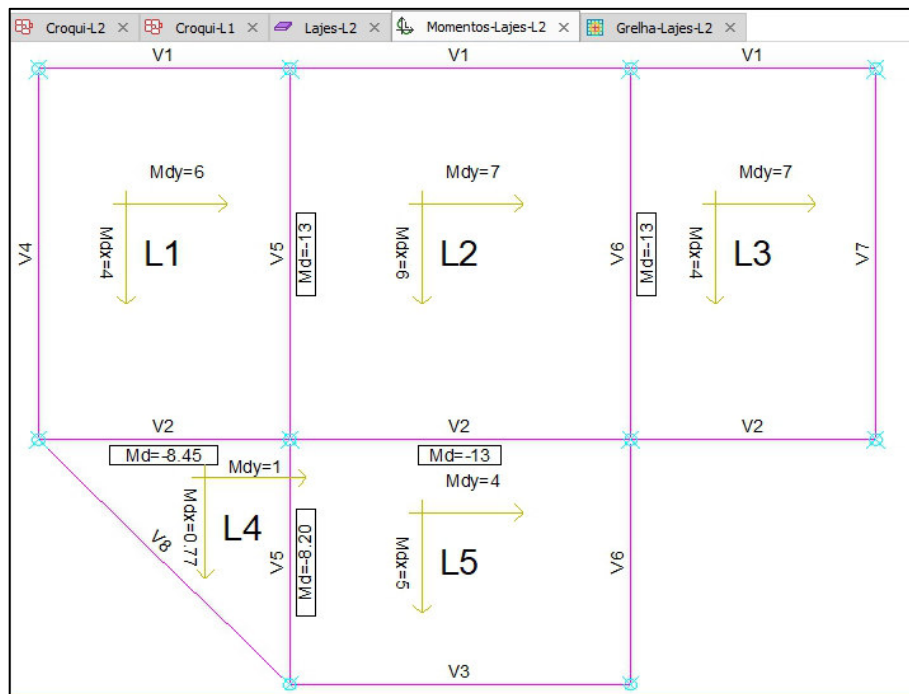 Croqui-L2 × Croqui-L1 × Lajes-L2 × Momentos-Lajes-L2 × Grelha-Lajes-L2 ×
V1 V1 V1
Mdy=6 Mdy=7 Mdy=7
V4 Mdx=4 L1 V5 Md=-13 Mdx=6 L2 V6 Md=-13 Mdx=4 L3 V7
V2 V2 V2
Md=-8.45 Md=-13
Mdy=1 Mdy=4
V8 Mdx=0.77 L4 V5 Md=-8.20 Mdx=5 L5 V6
V3